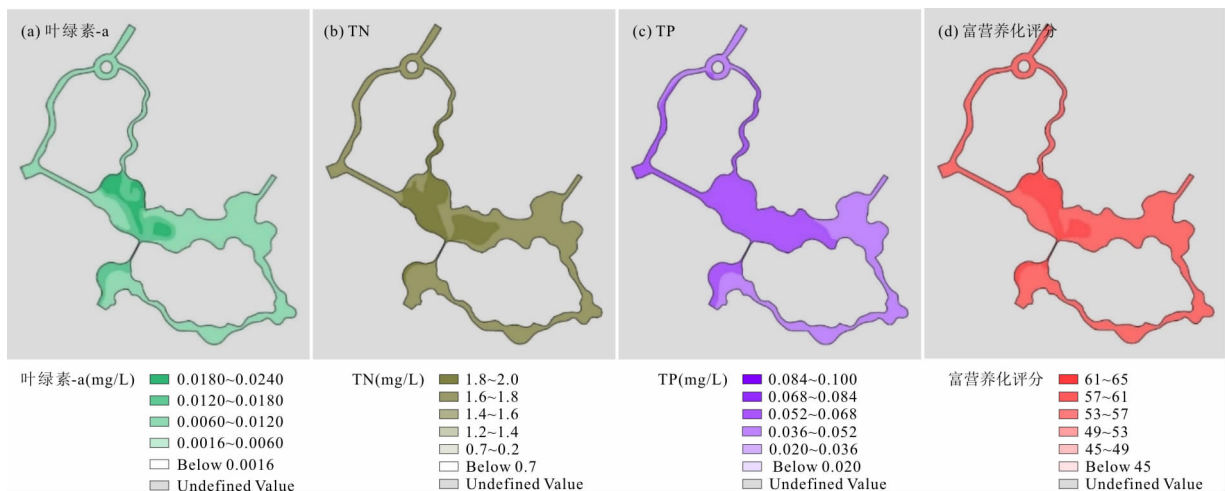 (a) 叶绿素-a
(b) TN
(c) TP
(d) 富营养化评分
叶绿素-a(mg/L)
0.0180~0.0240
0.0120~0.0180
0.0060~0.0120
0.0016~0.0060
Below 0.0016
Undefined Value
TN(mg/L)
1.8~2.0
1.6~1.8
1.4~1.6
1.2~1.4
0.7~0.2
Below 0.7
Undefined Value
TP(mg/L)
0.084~0.100
0.068~0.084
0.052~0.068
0.036~0.052
0.020~0.036
Below 0.020
Undefined Value
富营养化评分
61~65
57~61
53~57
49~53
45~49
Below 45
Undefined Value